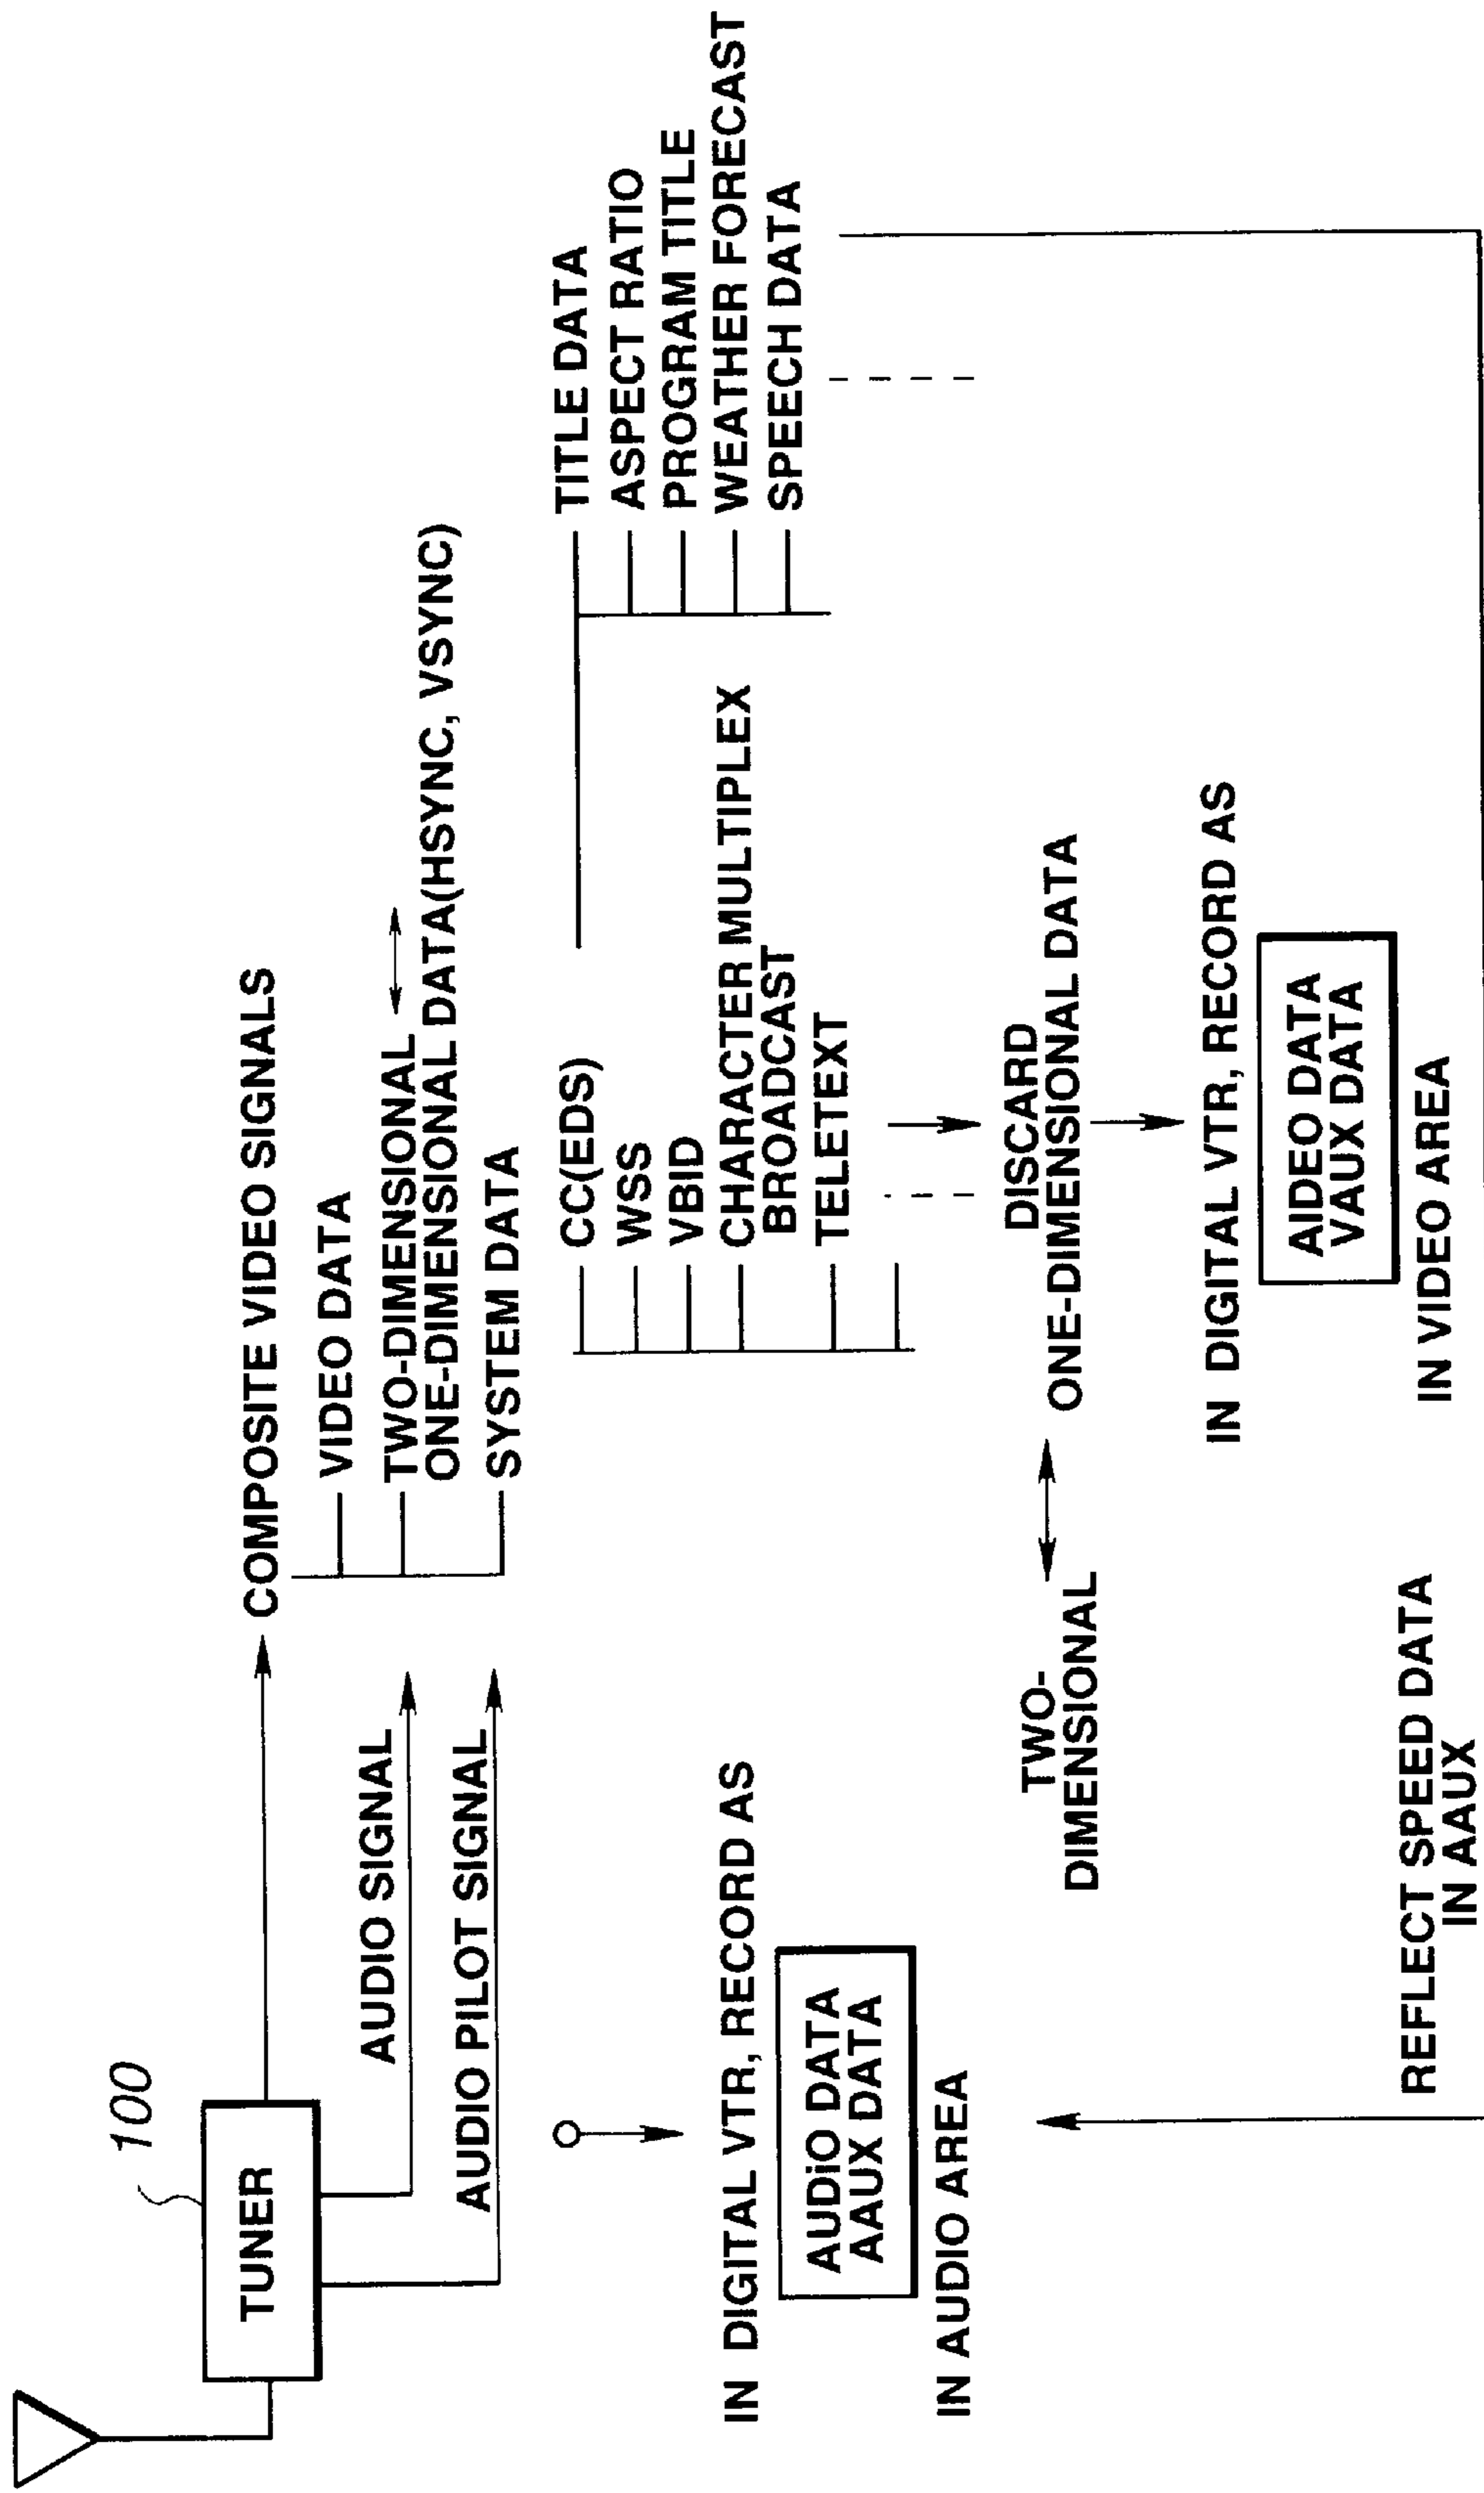 100
TUNER
COMPOSITE VIDEO SIGNALS
VIDEO DATA
TWO-DIMENSIONAL
ONE-DIMENSIONAL DATA(HSYNC, VSYNC)
SYSTEM DATA
AUDIO SIGNAL
AUDIO PILOT SIGNAL
CC(EDS)
WSS
VBID
CHARACTER MULTIPLEX
BROADCAST
TELETEXT
TITLE DATA
ASPECT RATIO
PROGRAM TITLE
WEATHER FORECAST
SPEECH DATA
IN DIGITAL VTR, RECORD AS
AUDIO DATA
AAUX DATA
IN AUDIO AREA
TWO-
DIMENSIONAL
DISCARD
ONE-DIMENSIONAL DATA
IN DIGITAL VTR, RECORD AS
AIDEO DATA
VAUX DATA
IN VIDEO AREA
REFLECT SPEED DATA
IN AAUX